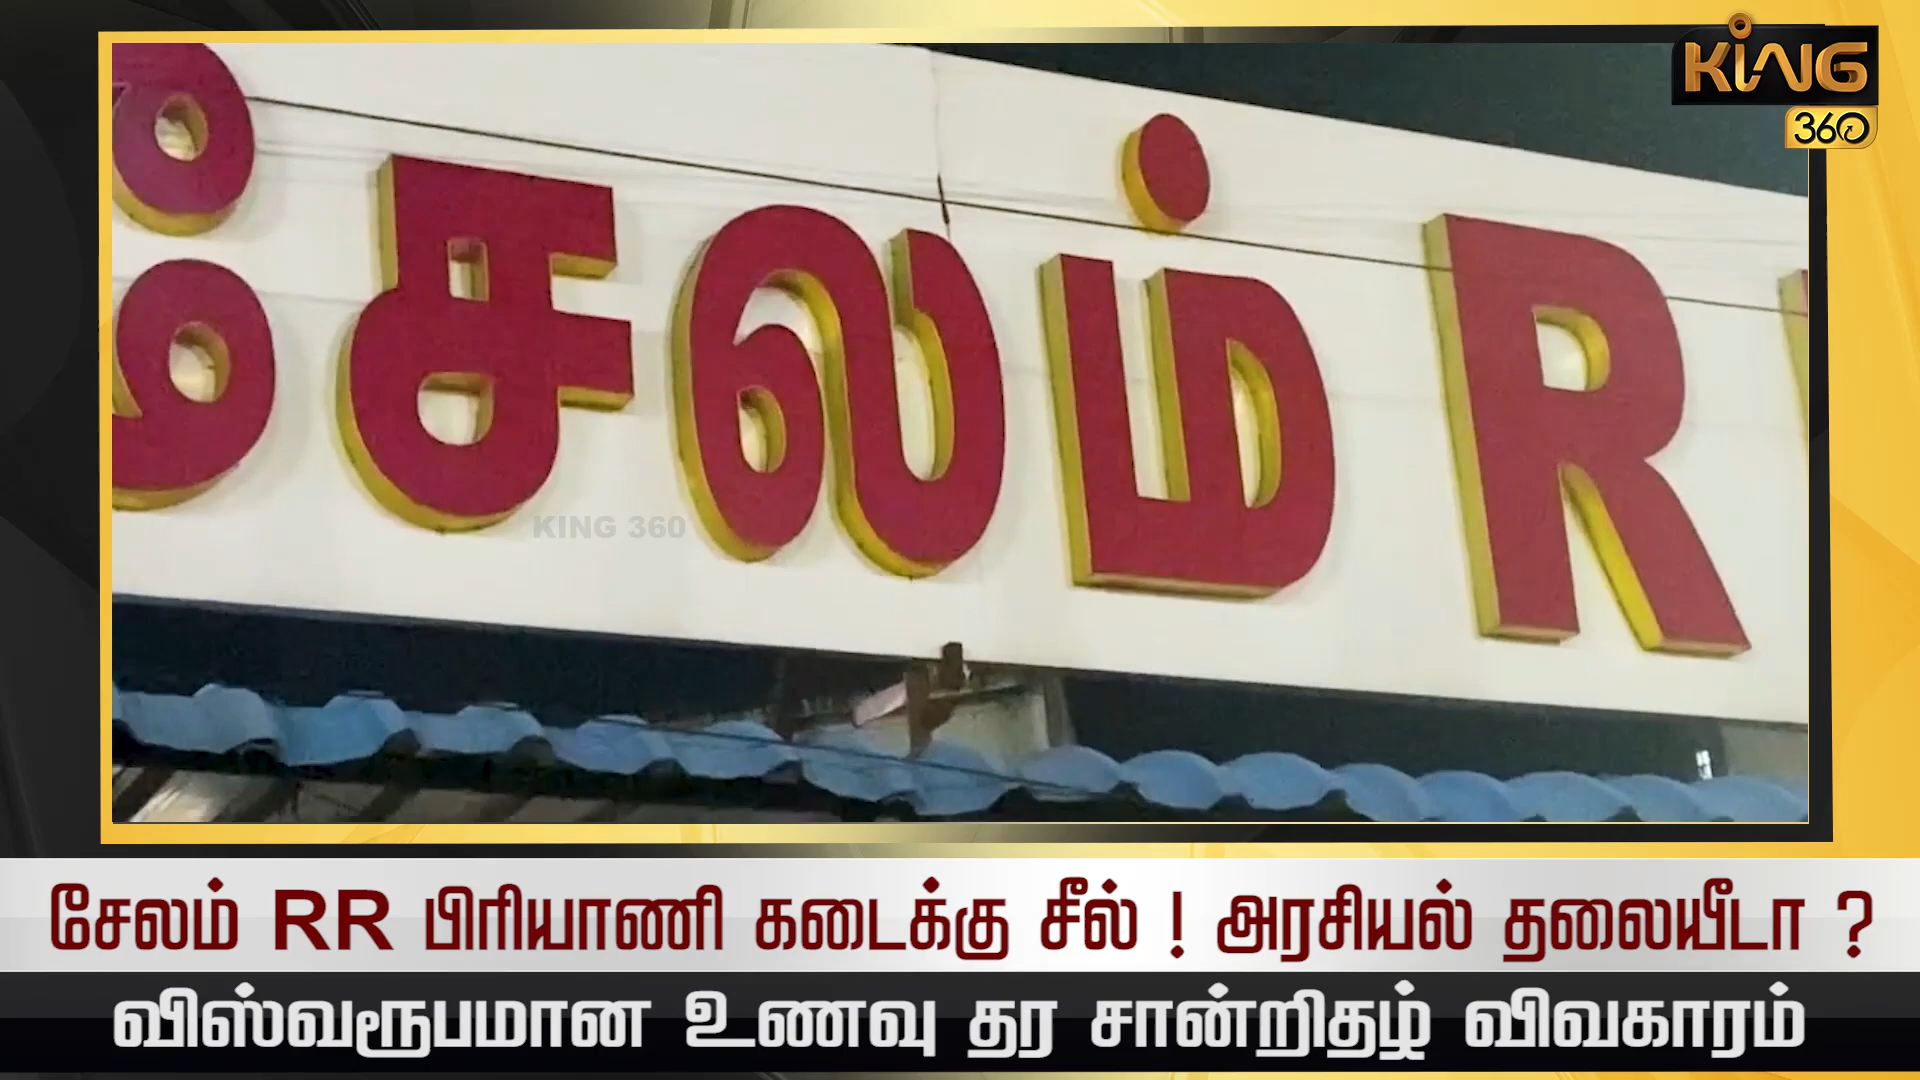 KING
360
சேலம் R
KING 360
சேலம் RR பிரியாணி கடைக்கு சீல் ! அரசியல் தலையீடா ?
விஸ்வரூபமான உணவு தர சான்றிதழ் விவகாரம்